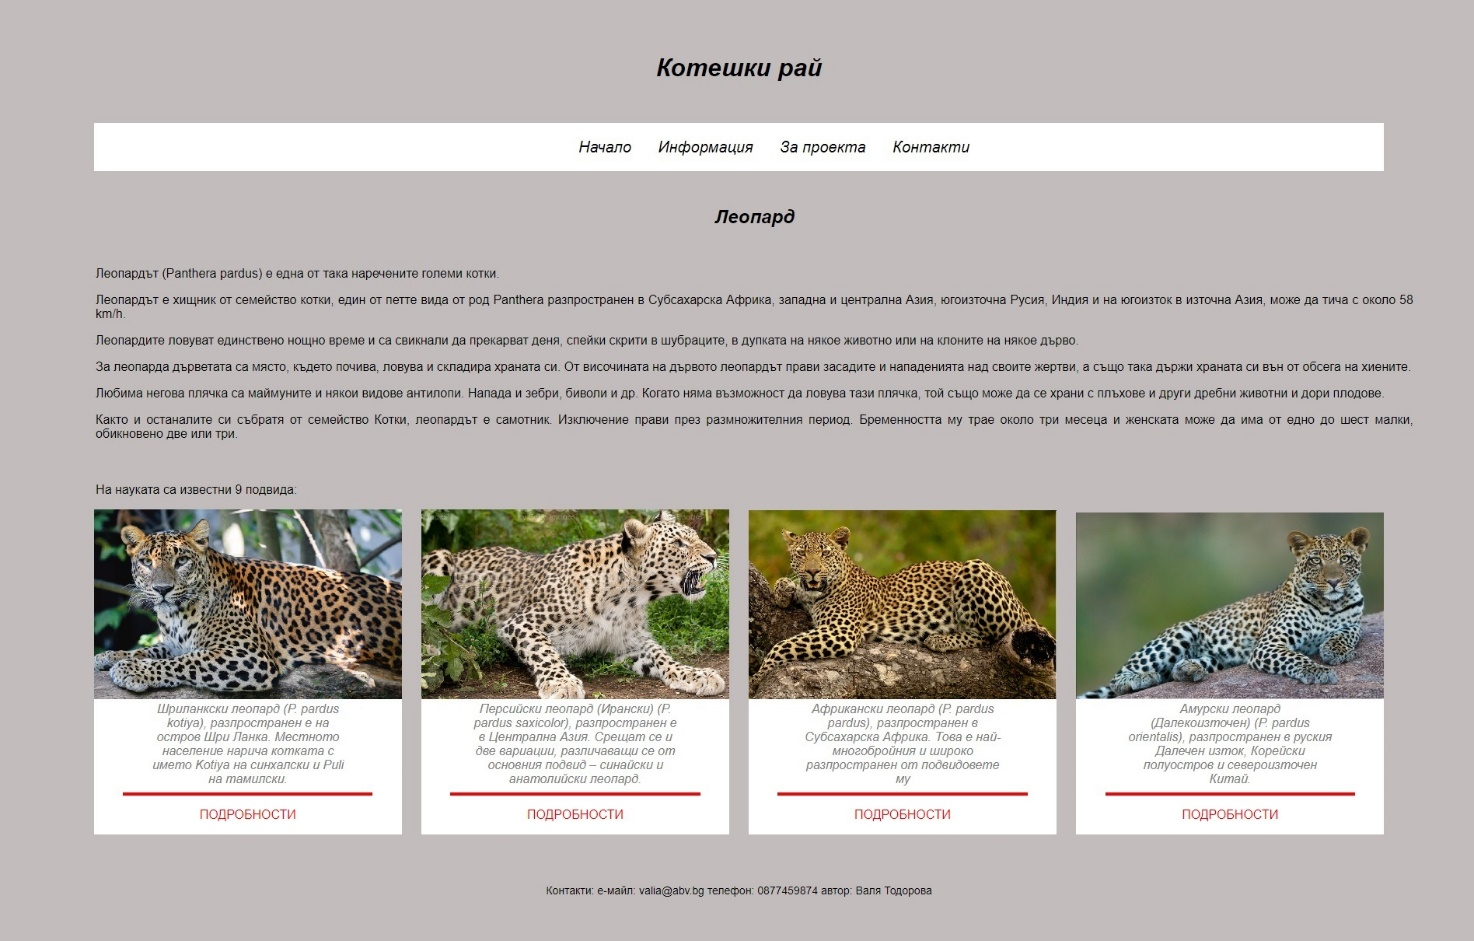 Котешки рай
Начало Информация За проекта Контакти
Леопард
Леопардът (Panthera pardus) е една от така наречените големи котки.
Леопардът е хищник от семейство котки, един от петте вида от род Panthera разпространен в Субсахарска Африка, западна и централна Азия, югоизточна Русия, Индия и на югоизток в източна Азия, може да тича с около 58
km/h.
Леопардите ловуват единствено нощно време и са свикнали да прекарват деня, спейки скрити в шубраците, в дупката на някое животно или на клоните на някое дърво.
За леопарда дърветата са място, където почива, ловува и складира храната си. От височината на дървото леопардът прави засадите и нападенията над своите жертви, а също така държи храната си вън от обсега на хиените.
Любима негова плячка са маймуните и някои видове антилопи. Напада и зебри, биволи и др. Когато няма възможност да ловува тази плячка, той също може да се храни с плъхове и други дребни животни и дори плодове.
Както и останалите си събратя от семейство Котки, леопардът е самотник. Изключение прави през размножителния период. Бременността му трае около три месеца и женската може да има от едно до шест малки,
обикновено две или три.
На науката са известни 9 подвида:
Шриланкски леопард (P. pardus
kotiya), разпространен е на
остров Шри Ланка. Местното
население нарича котката с
името Kotiya на синхалски и Puli
на тамилски.
ПОДРОБНОСТИ
Персийски леопард (Ирански) (P.
pardus saxicolor), разпространен е
в Централна Азия. Срещат се и
две вариации, различаващи се от
основния подвид – синайски и
анатолийски леопард.
ПОДРОБНОСТИ
Африкански леопард (P. pardus
pardus), разпространен в
Субсахарска Африка. Това е най-
многобройния и широко
разпространен от подвидовете
му
ПОДРОБНОСТИ
Амурски леопард
(Далекоизточен) (P. pardus
orientalis), разпространен в руския
Далечен изток, Корейски
полуостров и североизточен
Китай.
ПОДРОБНОСТИ
Контакти: е-майл: valia@abv.bg телефон: 0877459874 автор: Валя Тодорова